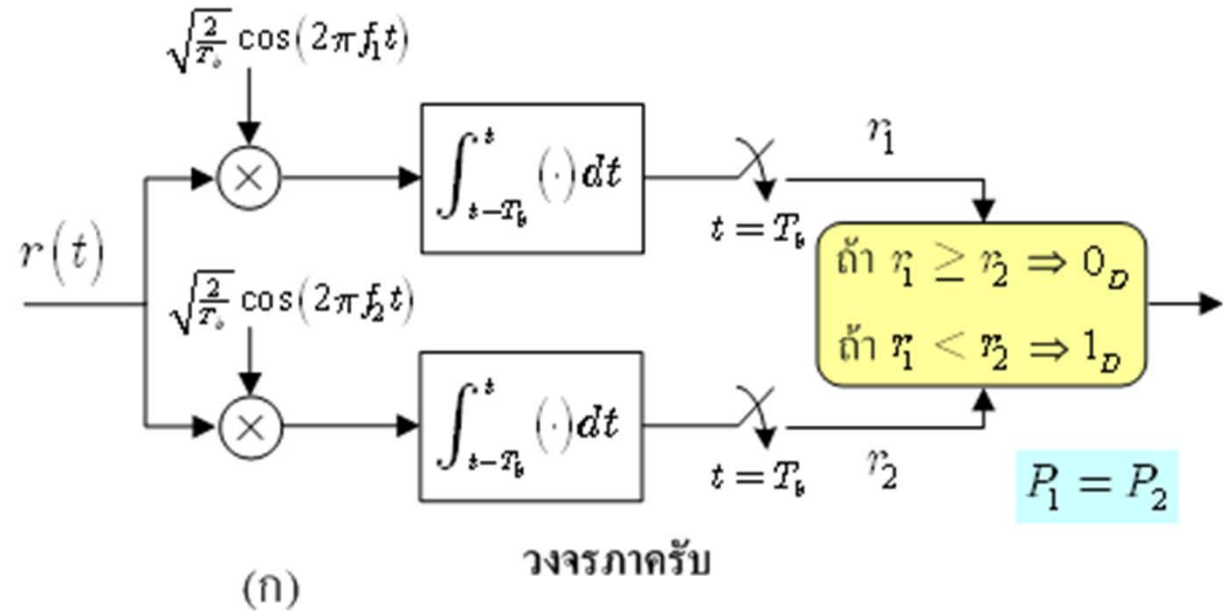 √(2/T_b) cos(2πf₁t)
∫_{t−T_b}^{t} (·) dt
r₁
t = T_b
r(t)
ถ้า r₁ ≥ r₂ ⇒ 0_D
√(2/T_b) cos(2πf₂t)
ถ้า r₁ < r₂ ⇒ 1_D
∫_{t−T_b}^{t} (·) dt
t = T_b
r₂
P₁ = P₂
วงจรภาครับ
(ก)